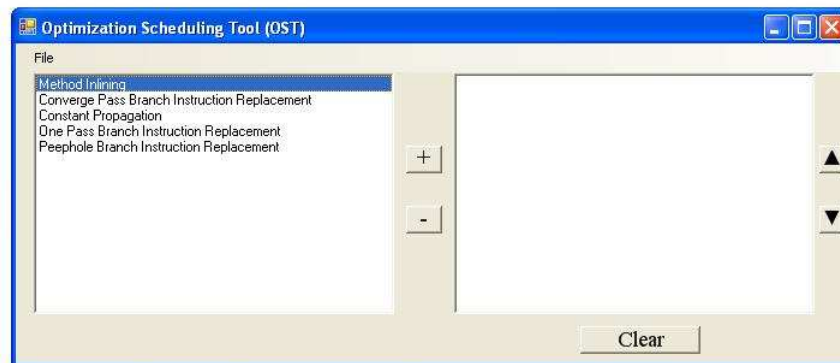 Optimization Scheduling Tool (OST)
File
Method Inlining
Converge Pass Branch Instruction Replacement
Constant Propagation
One Pass Branch Instruction Replacement
Peephole Branch Instruction Replacement
+
-
▲
▼
Clear